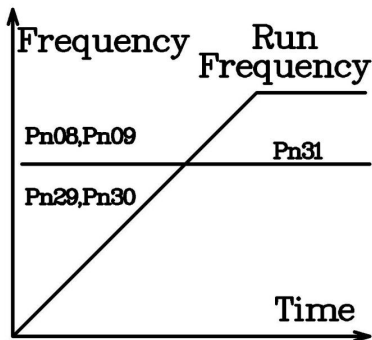 Frequency
Run
Frequency
Pn08,Pn09
Pn31
Pn29,Pn30
Time